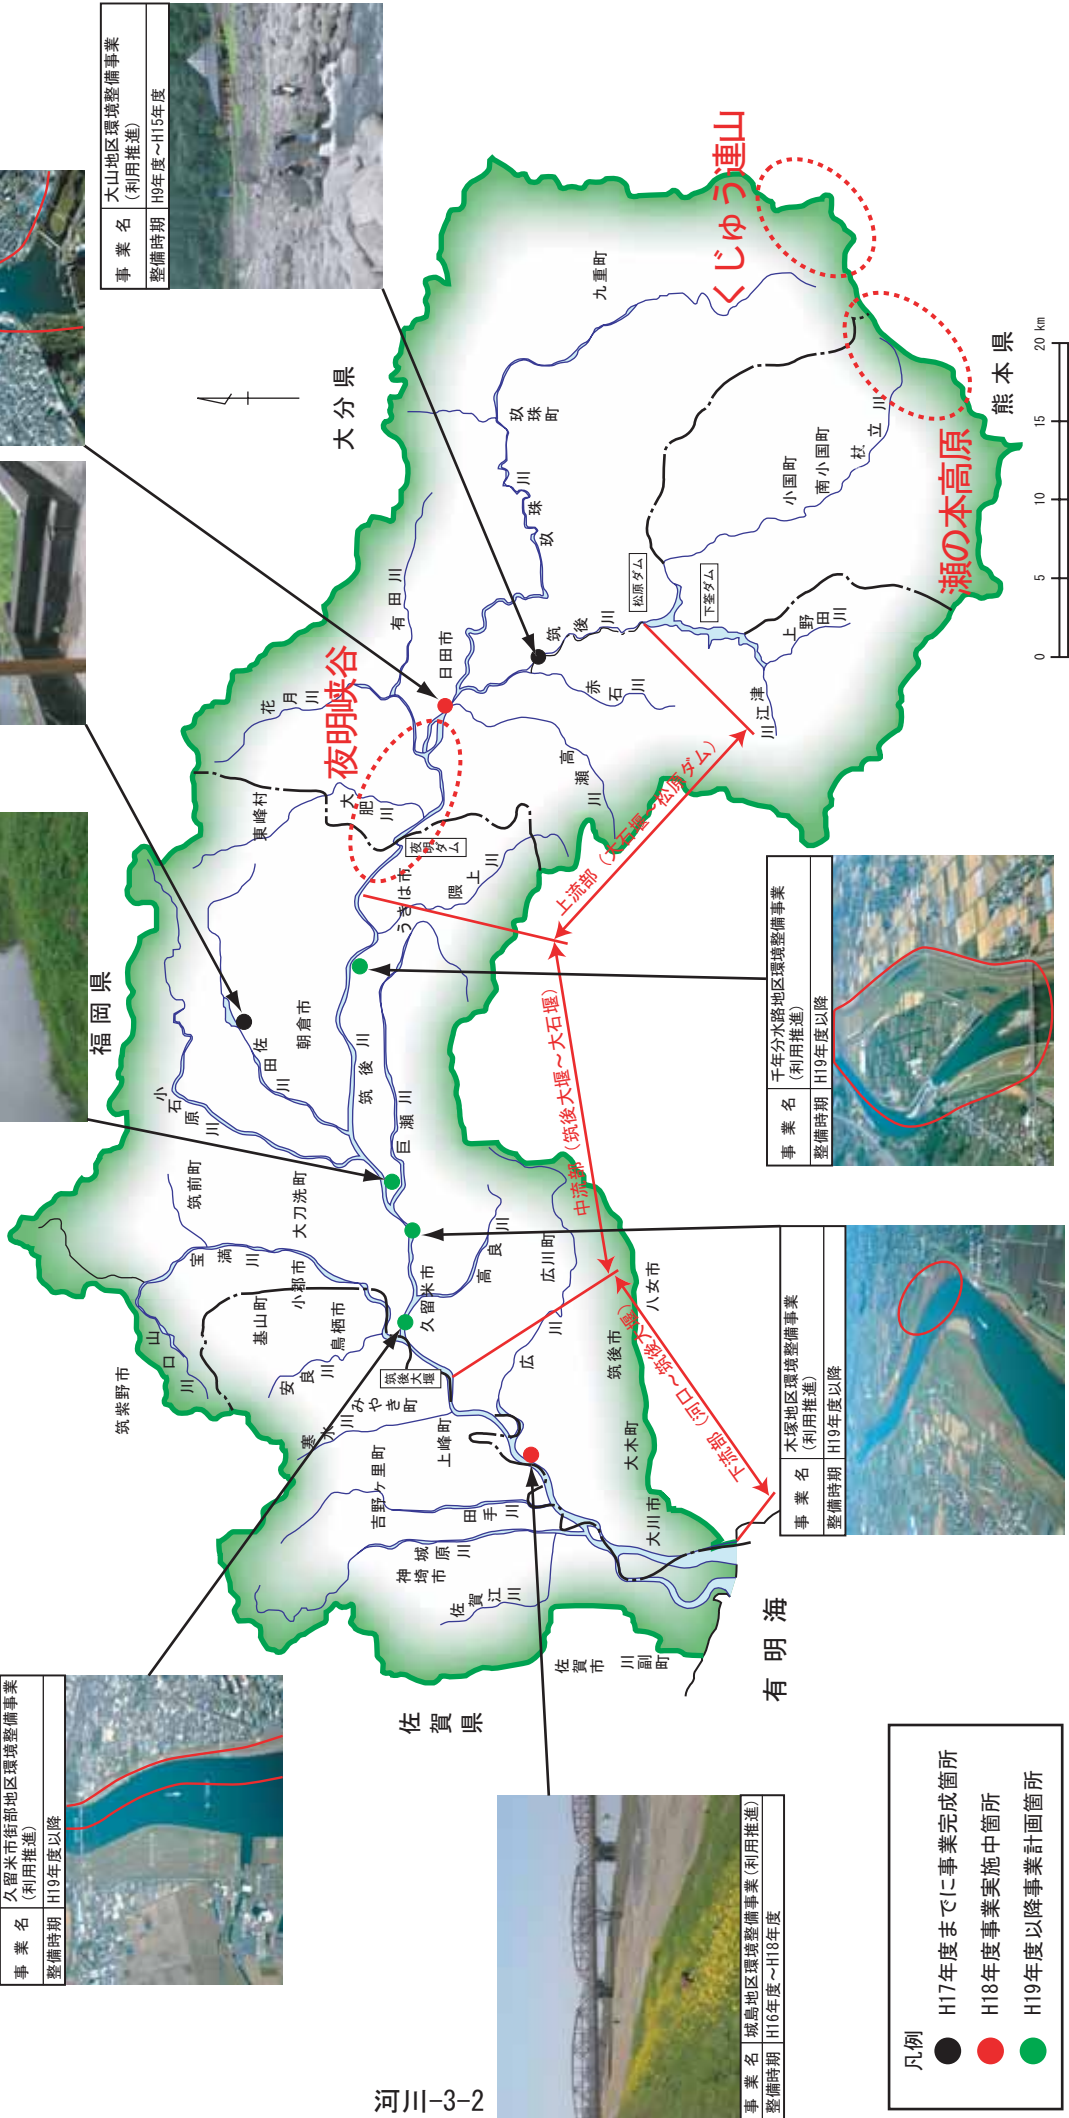 久留米市街部地区環境整備事業
(利用推進)
事業名
整備時期
H19年度以降
大山地区環境整備事業
(利用推進)
事業名
整備時期
H9年度～H15年度
城島地区環境整備事業(利用推進)
事業名
整備時期
H16年度～H18年度
木塚地区環境整備事業
(利用推進)
事業名
整備時期
H19年度以降
千年分水路地区環境整備事業
(利用推進)
事業名
整備時期
H19年度以降
福岡県
大分県
佐賀県
熊本県
有明海
夜明峡谷
くじゅう連山
瀬の本高原
筑紫野市
山口川
宝満川
筑前町
基山町
小郡市
大刀洗町
鳥栖市
安良川
寒水川
みやき町
上峰町
吉野ヶ里町
田手川
城原川
神埼市
佐賀江川
佐賀市
川副町
大川市
大木町
筑後市
八女市
広川町
広川
高良川
久留米市
筑後大堰
小石原川
佐田川
朝倉市
筑後川
巨瀬川
うきは市
隈上川
夜明ダム
東峰村
大肥川
花月川
有田川
日田市
高瀬川
赤石川
筑後川
玖珠川
玖珠町
九重町
松原ダム
下筌ダム
上野田川
津江川
小国町
南小国町
杖立川
上流部(大石堰～松原ダム)
中流部(筑後大堰～大石堰)
下流部(河口～筑後大堰)
0 5 10 15 20 km
凡例
H17年度までに事業完成箇所
H18年度事業実施中箇所
H19年度以降事業計画箇所
河川-3-2